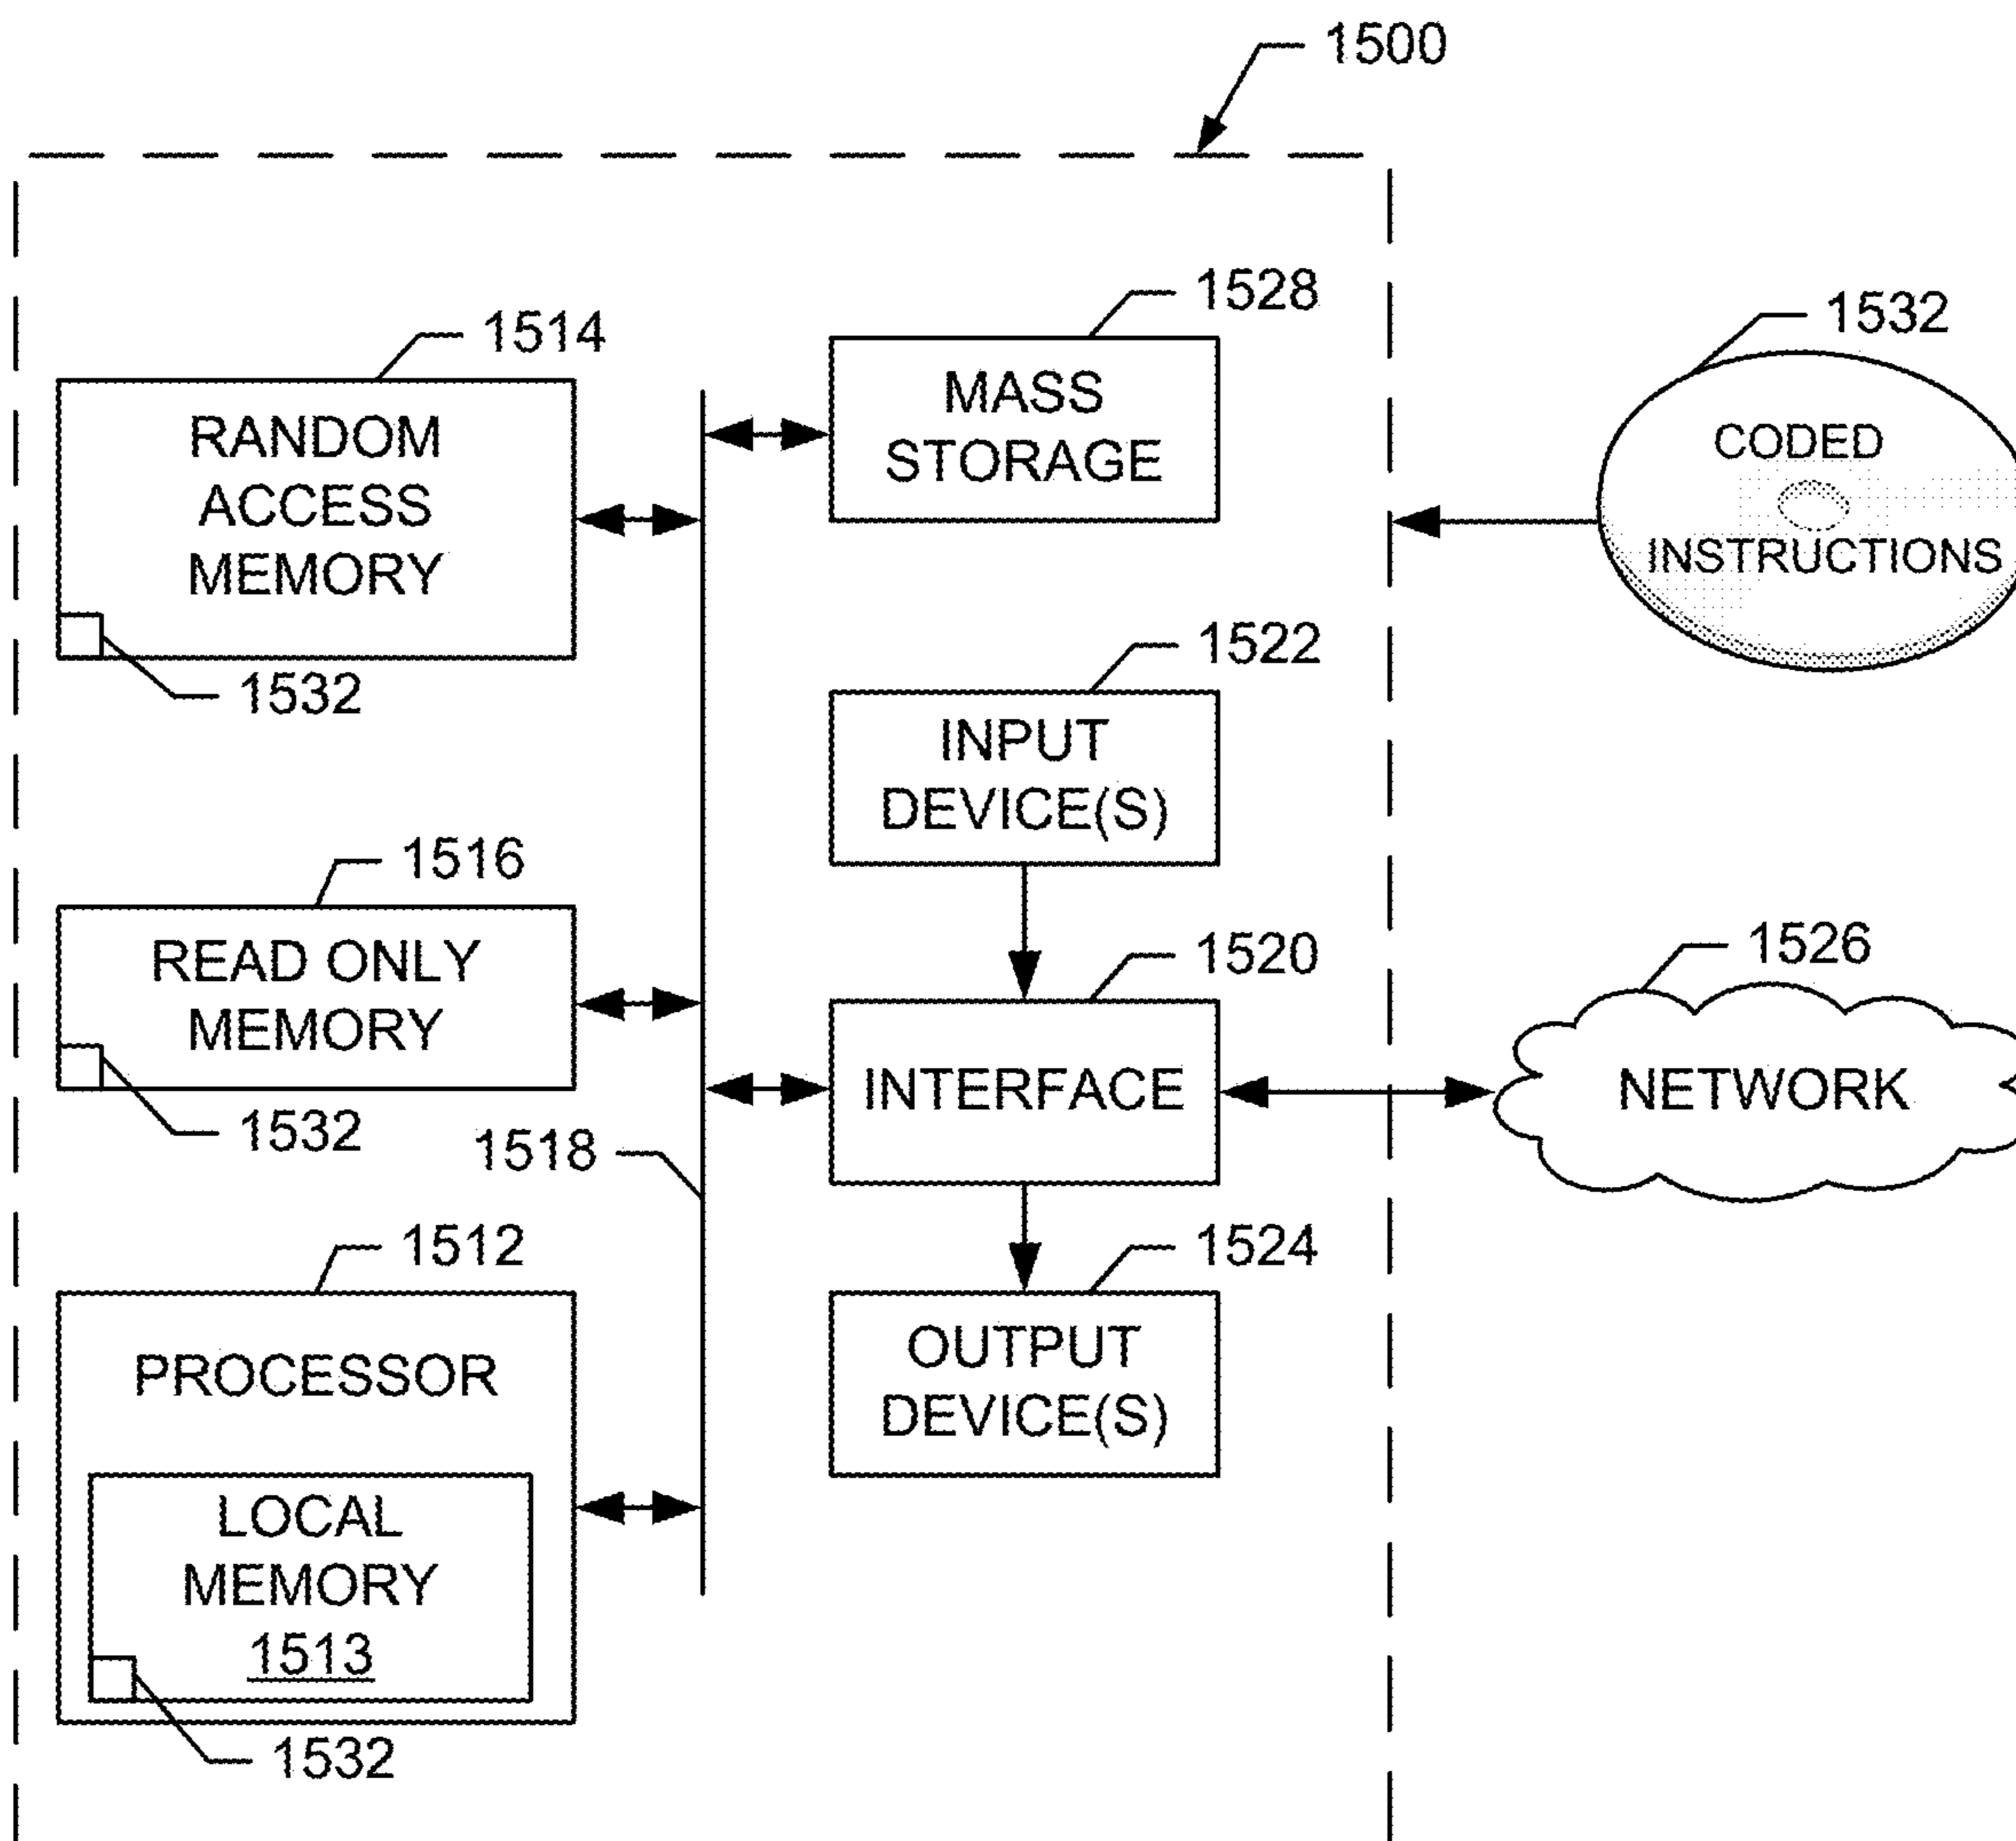 1500
1528
MASS
STORAGE
1514
RANDOM
ACCESS
MEMORY
1532
1532
CODED
INSTRUCTIONS
1522
INPUT
DEVICE(S)
1516
READ ONLY
MEMORY
1532
1518
1520
INTERFACE
1526
NETWORK
1512
PROCESSOR
LOCAL
MEMORY
1513
1532
1524
OUTPUT
DEVICE(S)